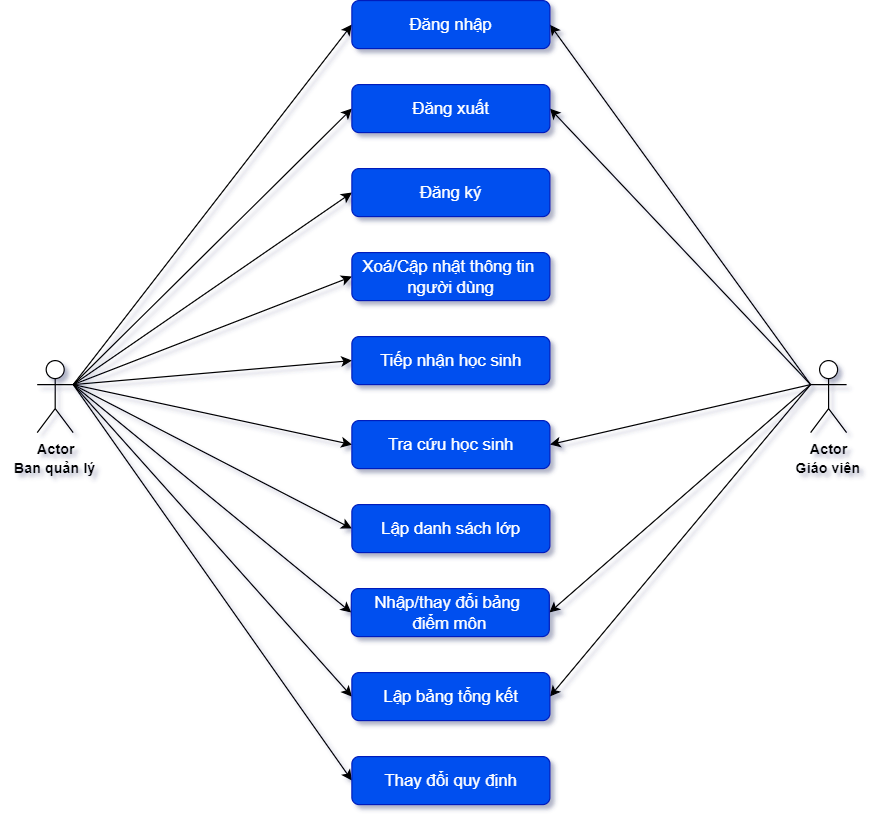 Đăng nhập
Đăng xuất
Đăng ký
Xoá/Cập nhật thông tin
người dùng
Tiếp nhận học sinh
Tra cứu học sinh
Actor
Ban quản lý
Actor
Giáo viên
Lập danh sách lớp
Nhập/thay đổi bảng
điểm môn
Lập bảng tổng kết
Thay đổi quy định